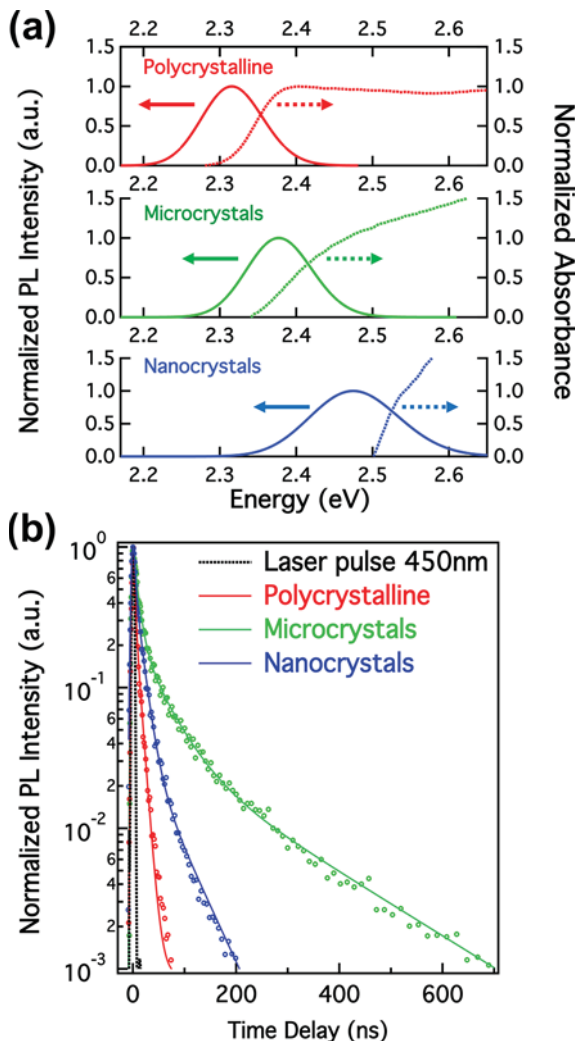 (a)
2.2 2.3 2.4 2.5 2.6
1.5 1.5
Polycrystalline
1.0 1.0
0.5 0.5
0.0 0.0
2.2 2.3 2.4 2.5 2.6
1.5 1.5
Microcrystals
1.0 1.0
0.5 0.5
0.0 0.0
2.2 2.3 2.4 2.5 2.6
1.5 1.5
Nanocrystals
1.0 1.0
0.5 0.5
0.0 0.0
2.2 2.3 2.4 2.5 2.6
Energy (eV)
Normalized PL Intensity (a.u.)
Normalized Absorbance
(b)
10^0
Laser pulse 450nm
Polycrystalline
Microcrystals
Nanocrystals
6
4
2
10^-1
6
4
2
10^-2
6
4
2
10^-3
0 200 400 600
Time Delay (ns)
Normalized PL Intensity (a.u.)